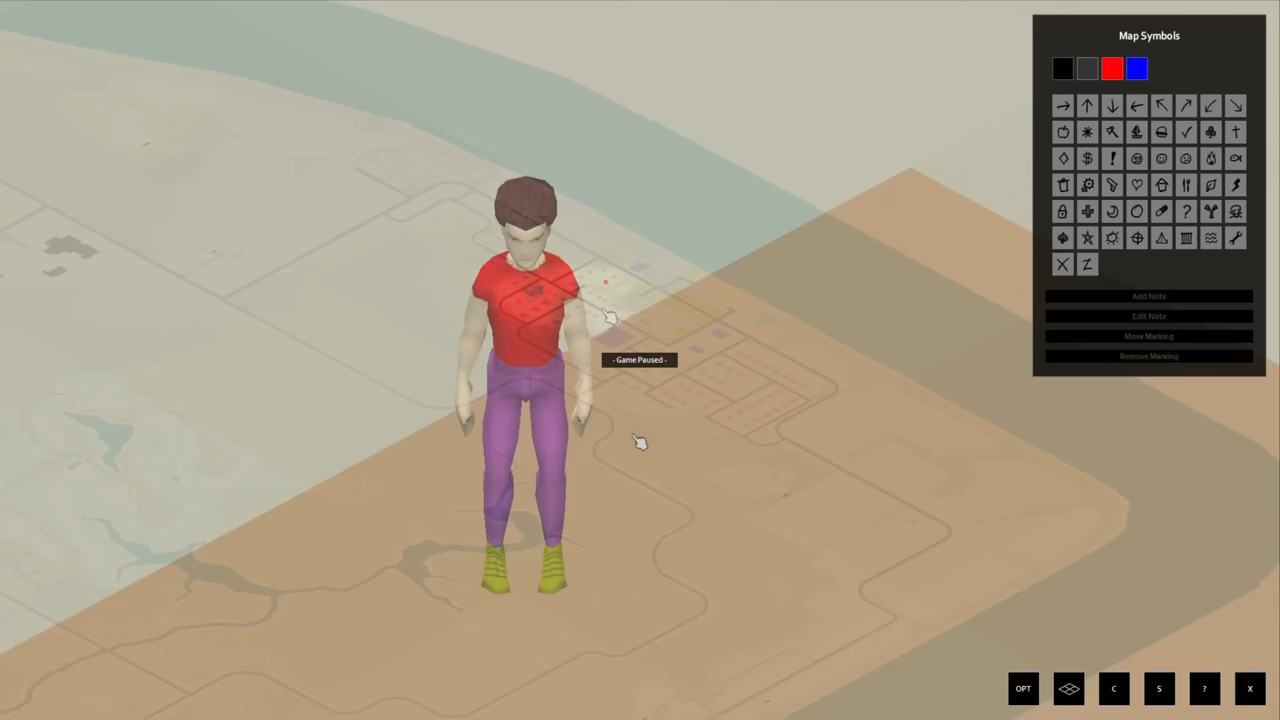 Map Symbols
Add Note
- Game Paused -
Edit Note
Move Marking
Remove Marking
OPT
C
S
?
X